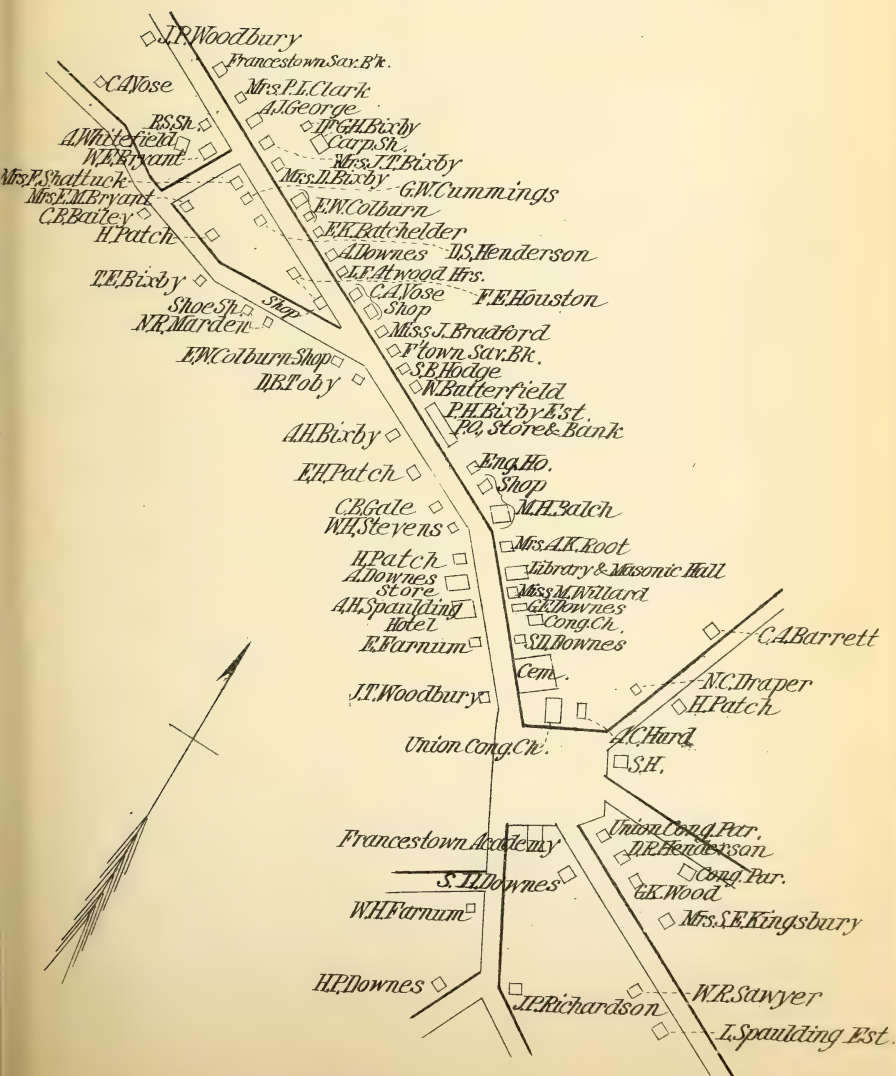 J.P. Woodbury
Francestown Sav. B'k.
C.A. Vose
Mrs. P.L. Clark
A.J. George
B.S. Sh.
Dr. G.H. Bixby
A. Whitefield
Carp. Sh.
W.E. Bryant
Mrs. J.T. Bixby
Mrs. F. Shattuck
Mrs. D. Bixby
G.W. Cummings
Mrs. E.M. Bryant
E.W. Colburn
C.B. Bailey
H. Patch
E.K. Batchelder
A. Downes
D.S. Henderson
T.E. Bixby
I.F. Atwood Hrs.
C.A. Vose
F.E. Houston
Shop
Shoe Sh.
Shop
N.R. Marden
Miss J. Bradford
E.W. Colburn Shop
F'town Sav. Bk.
S.B. Hodge
D.B. Toby
W. Butterfield
P.H. Bixby Est.
P.O., Store & Bank
A.H. Bixby
Eng. Ho.
E.H. Patch
Shop
C.B. Gale
M.H. Balch
W.H. Stevens
Mrs. A.K. Root
H. Patch
Library & Masonic Hall
A. Downes
store
Miss M. Willard
G.E. Downes
A.H. Spaulding
Hotel
Cong. Ch.
E. Farnum
S.D. Downes
C.A. Barrett
Cem.
N.C. Draper
J.T. Woodbury
H. Patch
A.C. Hurd
Union Cong. Ch.
S.H.
Francestown Academy
Union Cong. Par.
D.P. Henderson
S.D. Downes
Cong. Par.
G.K. Wood
W.H. Farnum
Mrs. S.E. Kingsbury
H.P. Downes
J.P. Richardson
W.R. Sawyer
L. Spaulding Est.